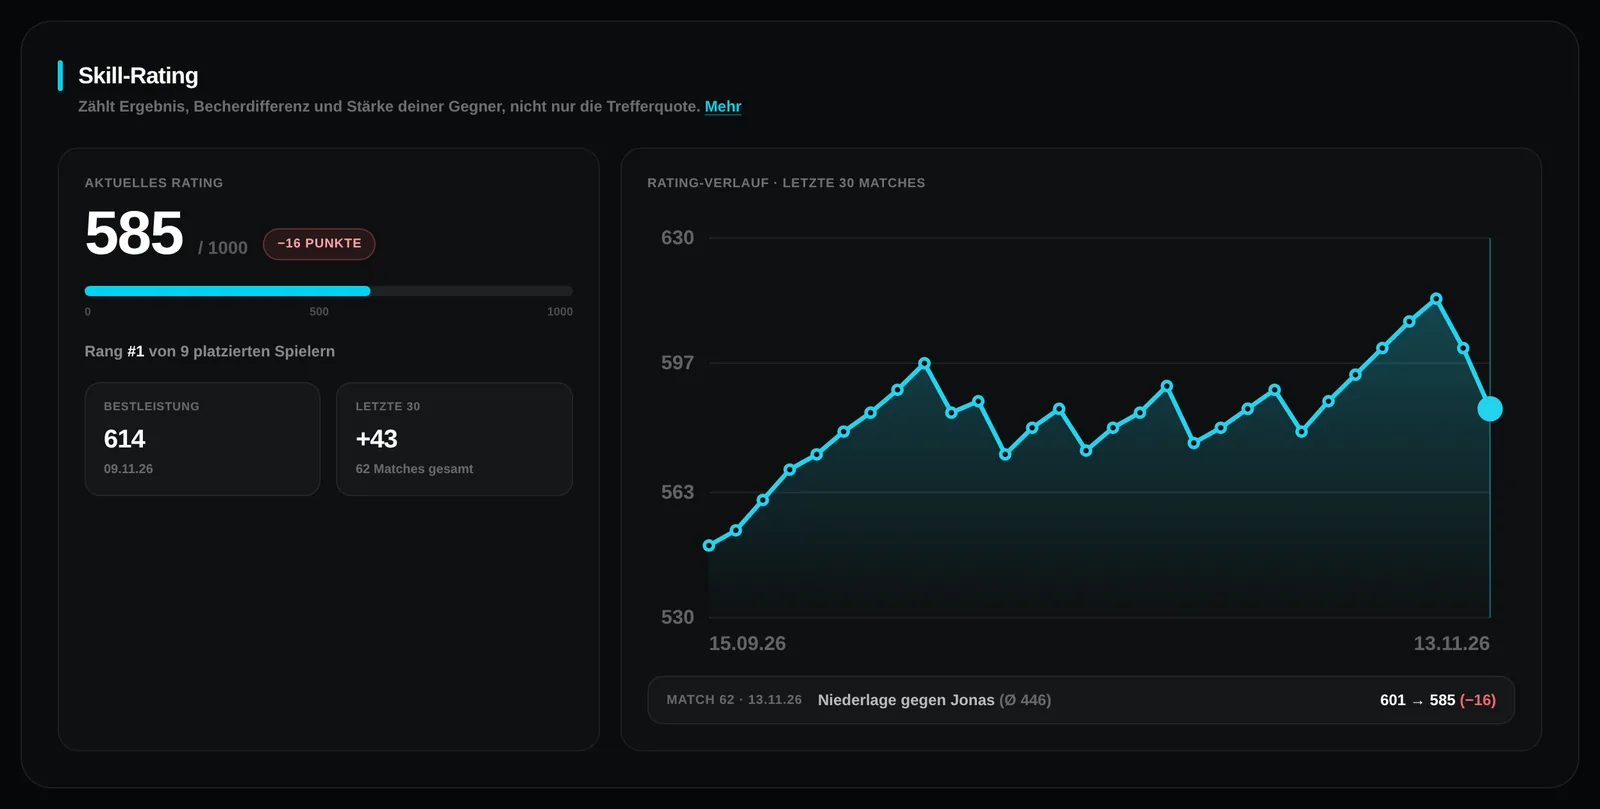 Skill-Rating
Zählt Ergebnis, Becherdifferenz und Stärke deiner Gegner, nicht nur die Trefferquote. Mehr
AKTUELLES RATING
585 / 1000 −16 PUNKTE
0 500 1000
Rang #1 von 9 platzierten Spielern
BESTLEISTUNG
614
09.11.26
LETZTE 30
+43
62 Matches gesamt
RATING-VERLAUF · LETZTE 30 MATCHES
630
597
563
530
15.09.26 13.11.26
MATCH 62 · 13.11.26 Niederlage gegen Jonas (Ø 446) 601 → 585 (−16)